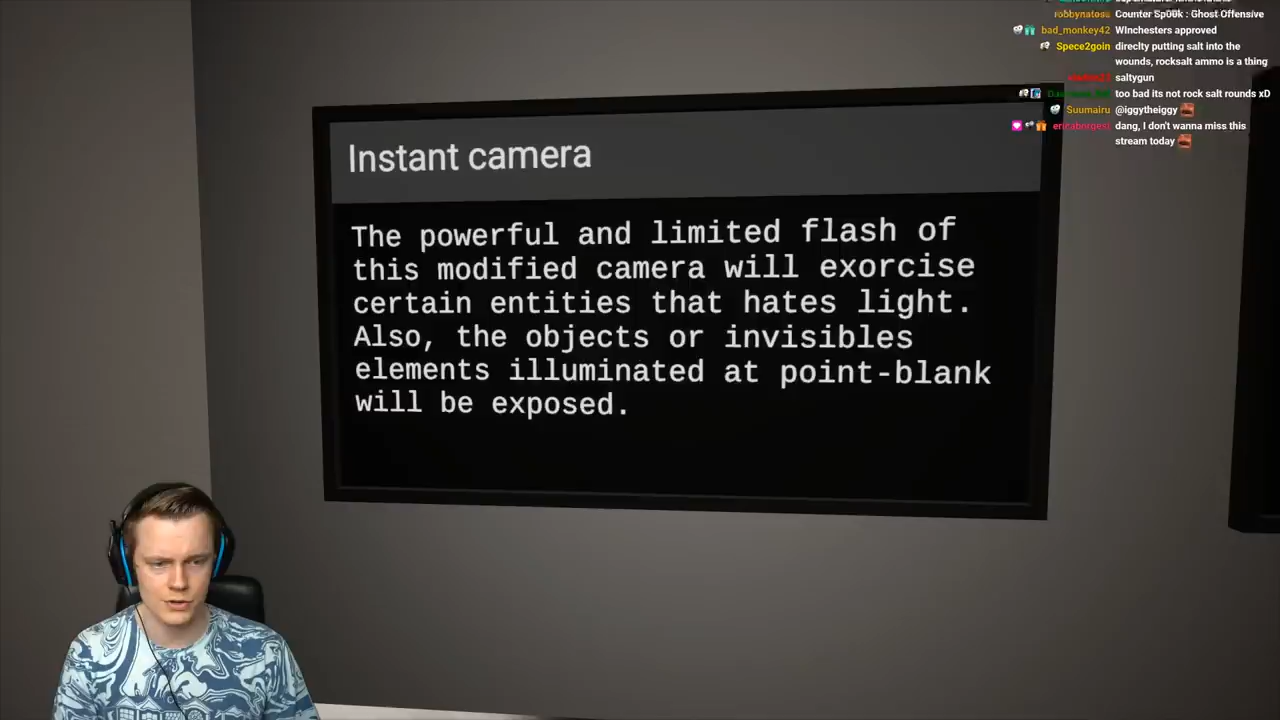 Counter Sp00k : Ghost Offensive
bad_monkey42 Winchesters approved
Spece2goin direclty putting salt into the
wounds, rocksalt ammo is a thing
saltygun
too bad its not rock salt rounds xD
Suumairu @iggytheiggy
ericaborgest dang, I don't wanna miss this
stream today
Instant camera
The powerful and limited flash of
this modified camera will exorcise
certain entities that hates light.
Also, the objects or invisibles
elements illuminated at point-blank
will be exposed.